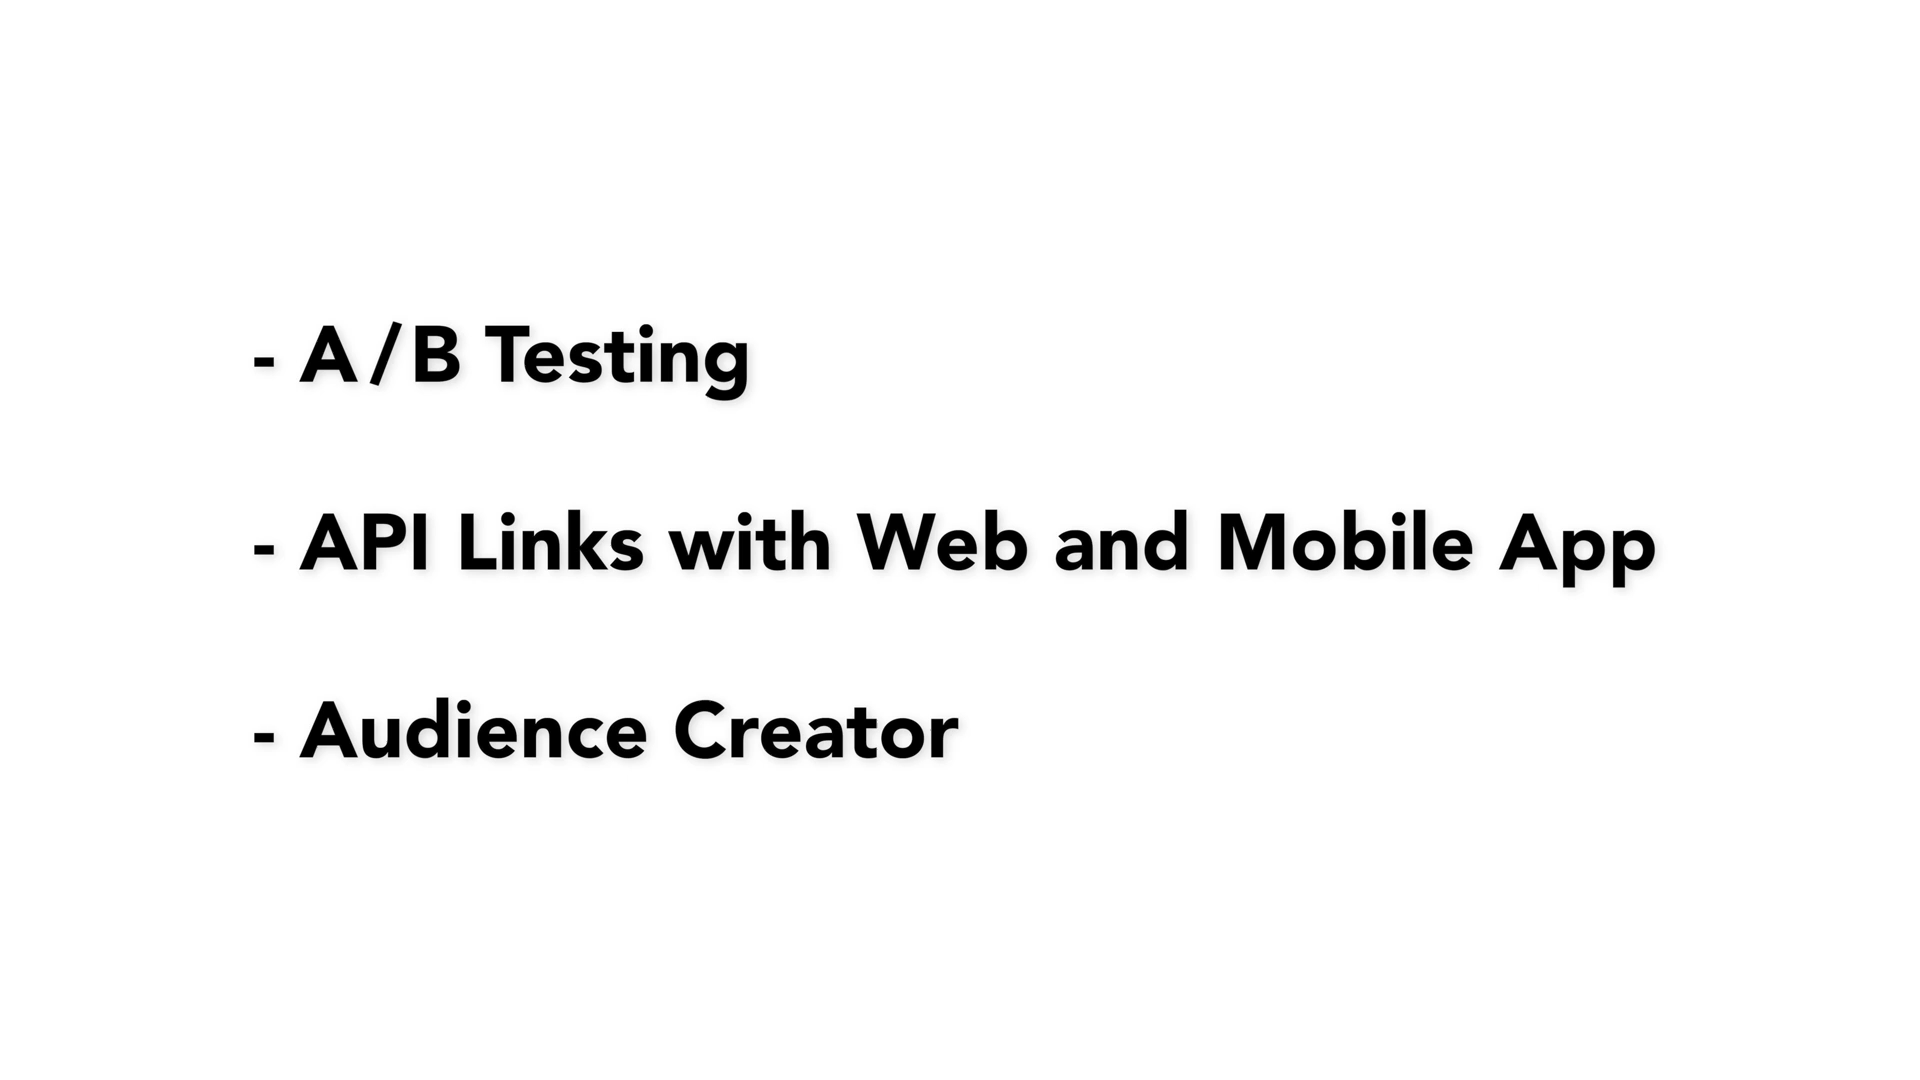 - A/B Testing
- API Links with Web and Mobile App
- Audience Creator